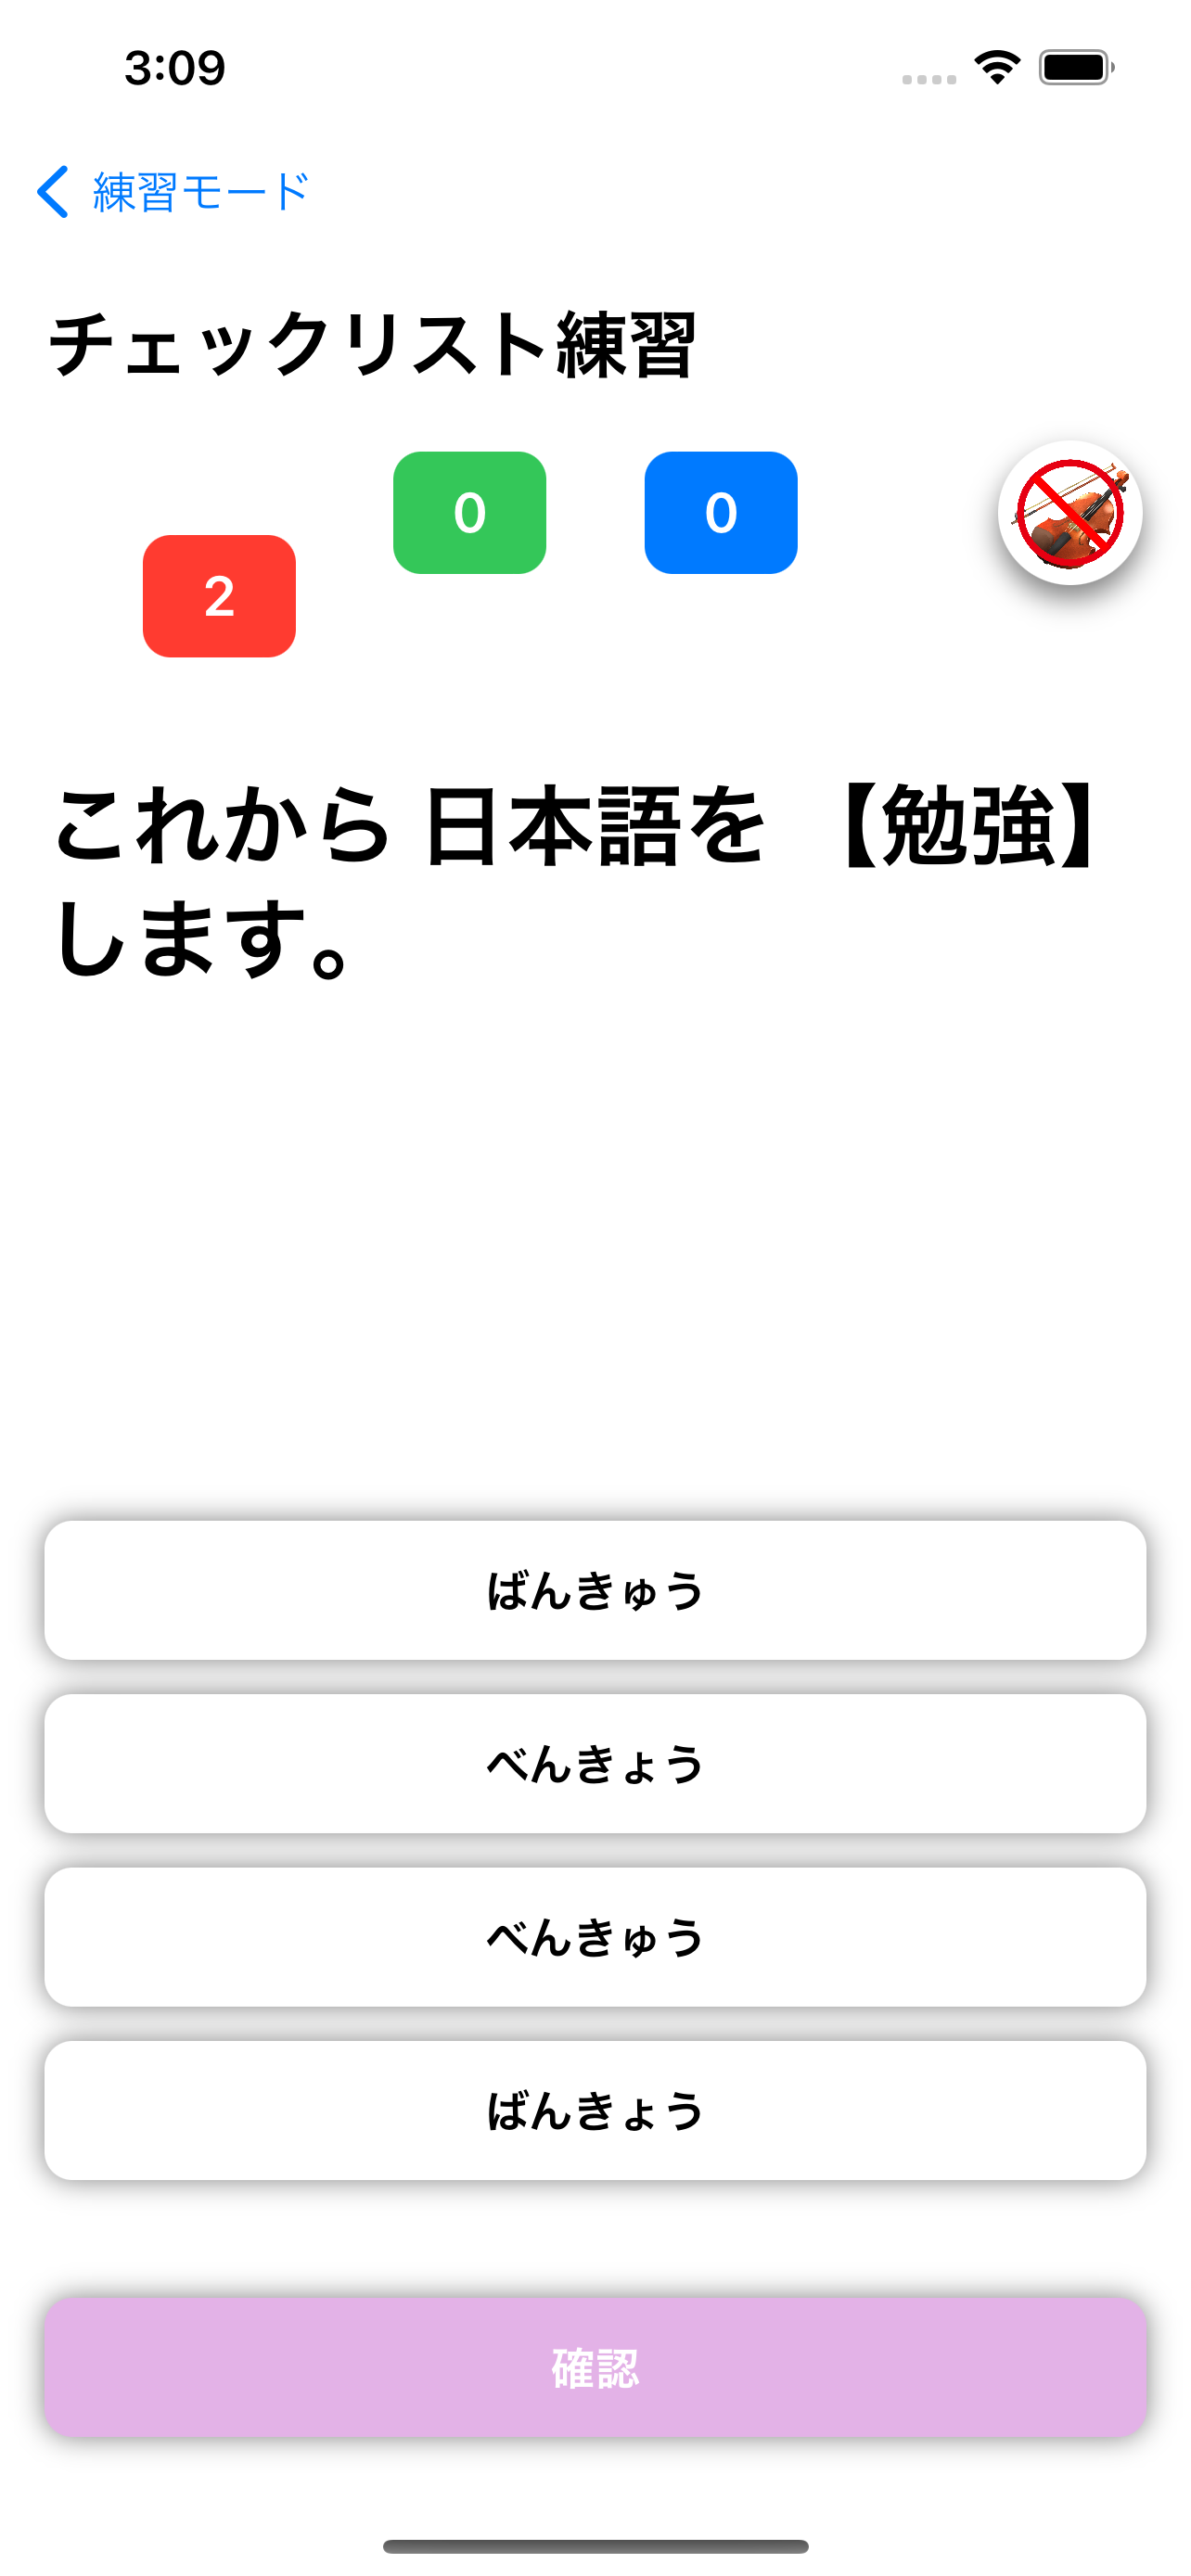 3:09
練習モード
チェックリスト練習
0
0
2
これから 日本語を 【勉強】
します。
ばんきゅう
べんきょう
べんきゅう
ばんきょう
確認